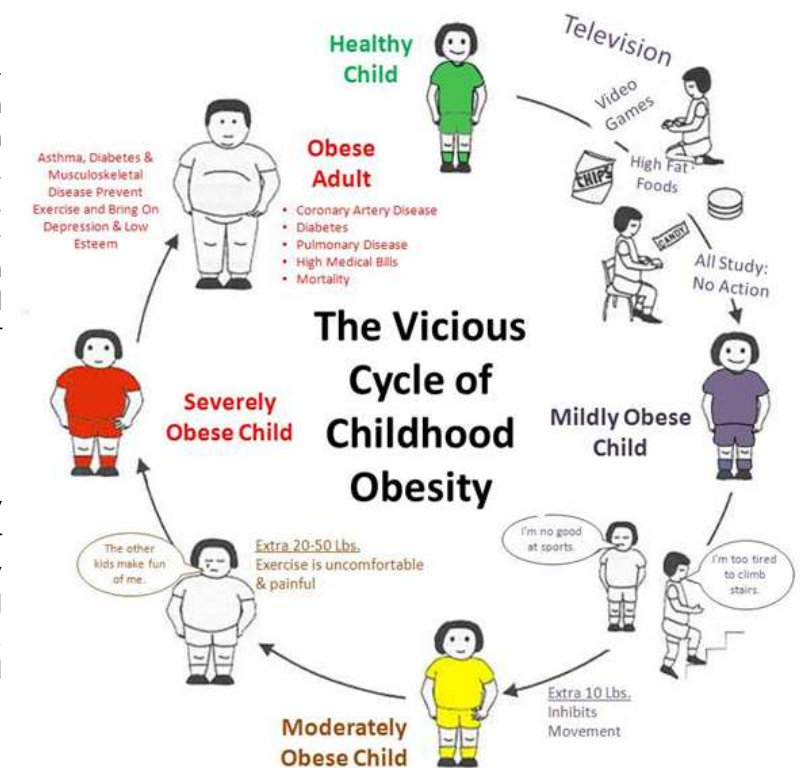 Healthy
Child
Television
Video
Games
High Fat
Foods
CHIPS
CANDY
All Study:
No Action
Mildly Obese
Child
I'm no good
at sports.
I'm too tired
to climb
stairs.
Extra 10 Lbs.
Inhibits
Movement
Moderately
Obese Child
Extra 20-50 Lbs.
Exercise is uncomfortable
& painful
The other
kids make fun
of me.
Severely
Obese Child
Asthma, Diabetes &
Musculoskeletal
Disease Prevent
Exercise and Bring On
Depression & Low
Esteem
Obese
Adult
• Coronary Artery Disease
• Diabetes
• Pulmonary Disease
• High Medical Bills
• Mortality
The Vicious
Cycle of
Childhood
Obesity